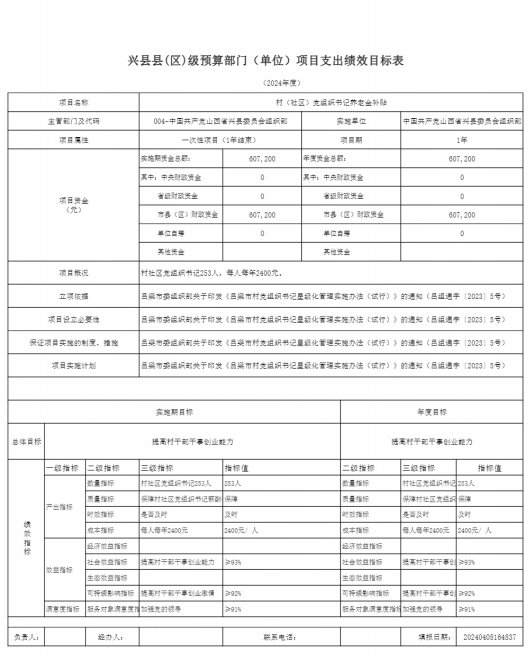 兴县县(区)级预算部门（单位）项目支出绩效目标表
（2024年度）
项目名称 村（社区）党组织书记养老金补贴
主管部门及代码 004-中国共产党山西省兴县委员会组织部 实施单位 中国共产党山西省兴县委员会组织部
项目属性 一次性项目（1年结束） 项目期 1年
项目资金（元） 实施期资金总额： 607,200 年度资金总额： 607,200
其中：中央财政资金 0 其中：中央财政资金 0
省级财政资金 0 省级财政资金 0
市县（区）财政资金 607,200 市县（区）财政资金 607,200
单位自筹 0 单位自筹 0
其他资金 其他资金
项目概况 村社区党组织书记253人，每人每年2400元。
立项依据 吕梁市委组织部关于印发《吕梁市村党组织书记星级化管理实施办法（试行）》的通知（吕组通字〔2023〕5号）
项目设立必要性 吕梁市委组织部关于印发《吕梁市村党组织书记星级化管理实施办法（试行）》的通知（吕组通字〔2023〕5号）
保证项目实施的制度、措施 吕梁市委组织部关于印发《吕梁市村党组织书记星级化管理实施办法（试行）》的通知（吕组通字〔2023〕5号）
项目实施计划 吕梁市委组织部关于印发《吕梁市村党组织书记星级化管理实施办法（试行）》的通知（吕组通字〔2023〕5号）
实施期目标 年度目标
总体目标 提高村干部干事创业能力 提高村干部干事创业能力
绩效指标 一级指标 二级指标 三级指标 指标值 二级指标 三级指标 指标值
产出指标 数量指标 村社区党组织书记253人 253人 数量指标 村社区党组织书记 253人
质量指标 保障村社区党组织书记薪酬 保障 质量指标 保障村社区党组织 保障
时效指标 是否及时 及时 时效指标 是否及时 及时
成本指标 每人每年2400元 2400元/ 人 成本指标 每人每年2400元 2400元/ 人
效益指标 经济效益指标 经济效益指标
社会效益指标 提高村干部干事创业能力 ≥93% 社会效益指标 提高村干部干事创 ≥93%
生态效益指标 生态效益指标
可持续影响指标 提高村干部干事创业激情 ≥92% 可持续影响指标 提高村干部干事创 ≥92%
满意度指标 服务对象满意度指标 加强党的领导 ≥91% 服务对象满意度指标 加强党的领导 ≥91%
负责人： 经办人： 联系电话： 填报日期： 20240408164837